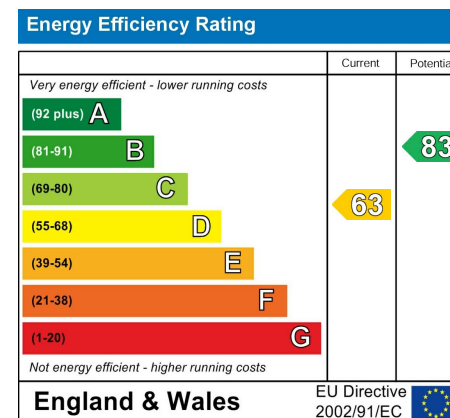 Energy Efficiency Rating
Current Potentia
Very energy efficient - lower running costs
(92 plus) A
(81-91) B
(69-80) C
(55-68) D
(39-54) E
(21-38) F
(1-20) G
63
83
Not energy efficient - higher running costs
England & Wales
EU Directive
2002/91/EC